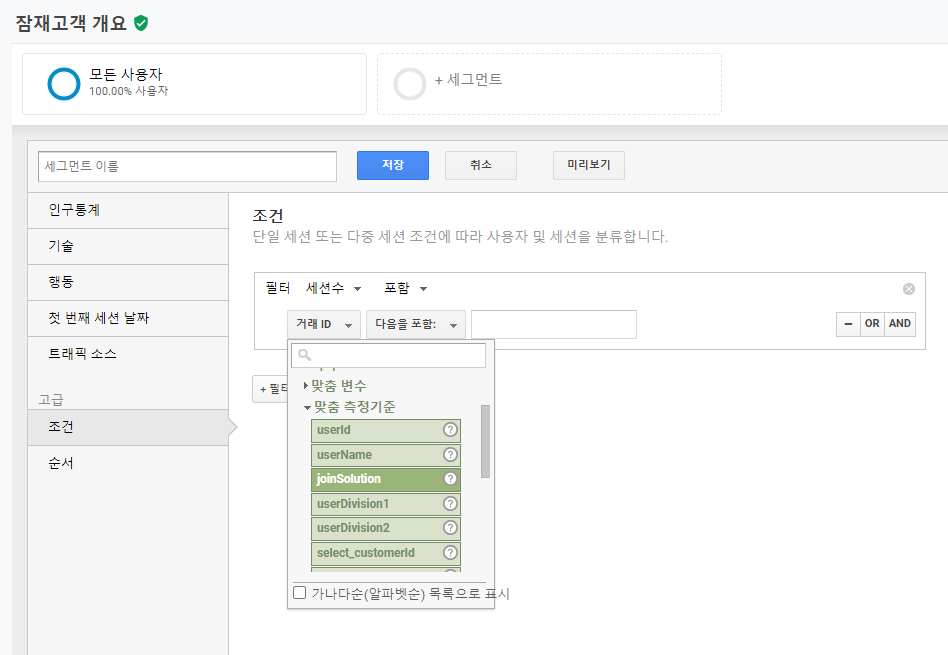 잠재고객 개요
모든 사용자
100.00% 사용자
+ 세그먼트
세그먼트 이름
저장
취소
미리보기
인구통계
기술
행동
첫 번째 세션 날짜
트래픽 소스
고급
조건
순서
조건
단일 세션 또는 다중 세션 조건에 따라 사용자 및 세션을 분류합니다.
필터 세션수 포함
거래 ID 다음을 포함: − OR AND
+ 필터
맞춤 변수
맞춤 측정기준
userId ?
userName ?
joinSolution ?
userDivision1 ?
userDivision2 ?
select_customerId ?
가나다순(알파벳순) 목록으로 표시